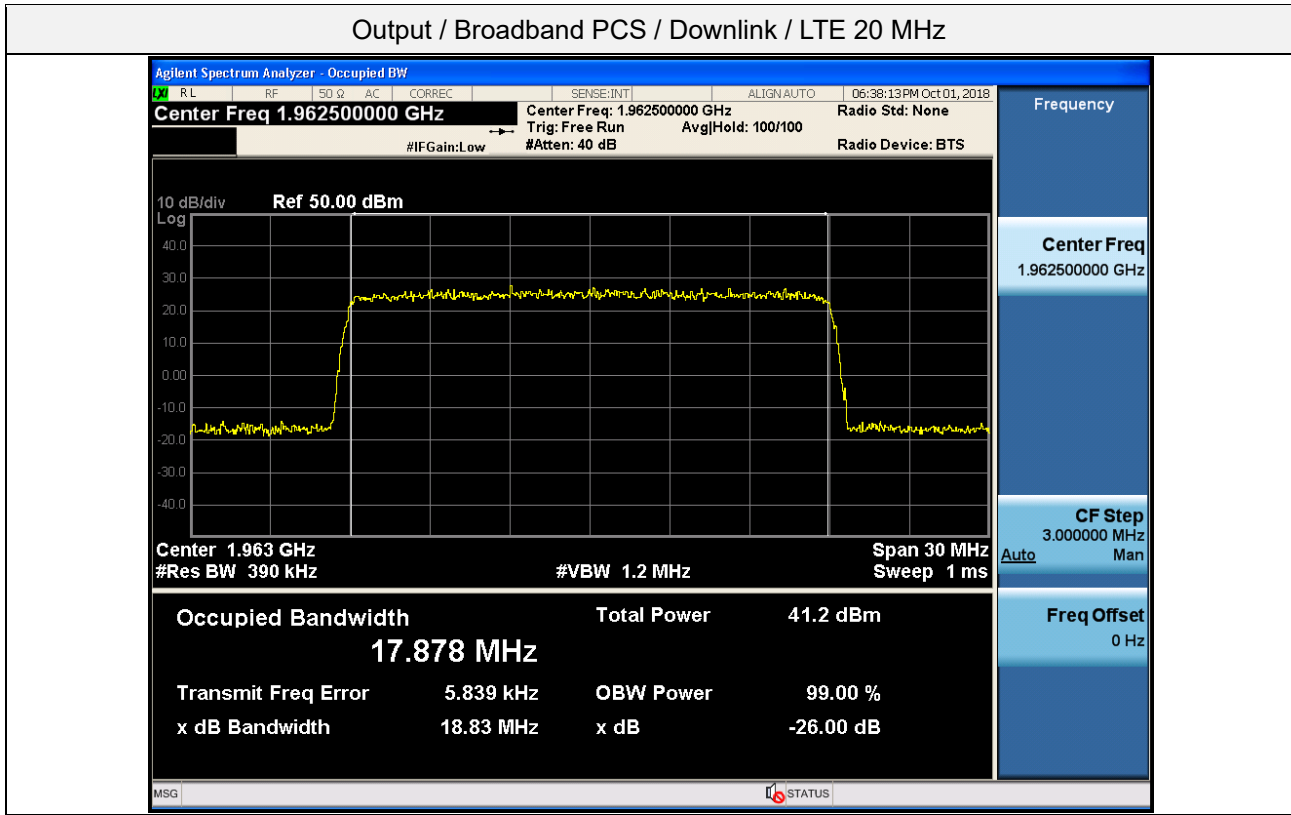 Output / Broadband PCS / Downlink / LTE 20 MHz
Agilent Spectrum Analyzer - Occupied BW
LXI RL RF 50 Ω AC CORREC SENSE:INT ALIGN AUTO 06:38:13 PM Oct 01, 2018
Center Freq 1.962500000 GHz
Center Freq: 1.962500000 GHz Radio Std: None
Trig: Free Run Avg|Hold: 100/100
#IFGain:Low #Atten: 40 dB Radio Device: BTS
10 dB/div Ref 50.00 dBm
Log
40.0
30.0
20.0
10.0
0.00
-10.0
-20.0
-30.0
-40.0
Center 1.963 GHz Span 30 MHz
#Res BW 390 kHz #VBW 1.2 MHz Sweep 1 ms
Occupied Bandwidth Total Power 41.2 dBm
17.878 MHz
Transmit Freq Error 5.839 kHz OBW Power 99.00 %
x dB Bandwidth 18.83 MHz x dB -26.00 dB
MSG STATUS
Frequency
Center Freq
1.962500000 GHz
CF Step
3.000000 MHz
Auto Man
Freq Offset
0 Hz